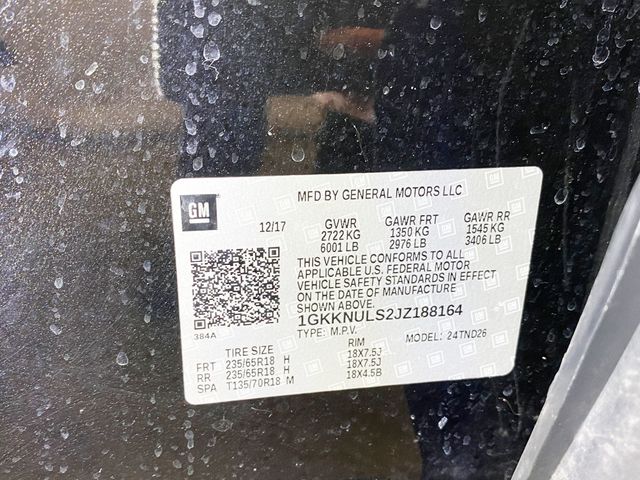 MFD BY GENERAL MOTORS LLC
GM
12/17 GVWR GAWR FRT GAWR RR
2722 KG 1350 KG 1545 KG
6001 LB 2976 LB 3406 LB
THIS VEHICLE CONFORMS TO ALL
APPLICABLE U.S. FEDERAL MOTOR
VEHICLE SAFETY STANDARDS IN EFFECT
ON THE DATE OF MANUFACTURE
SHOWN ABOVE.
1GKKNULS2JZ188164
384A TYPE: M.P.V. MODEL: 24TND26
TIRE SIZE RIM
FRT 235/65R18 H 18X7.5J
RR 235/65R18 H 18X7.5J
SPA T135/70R18 M 18X4.5B